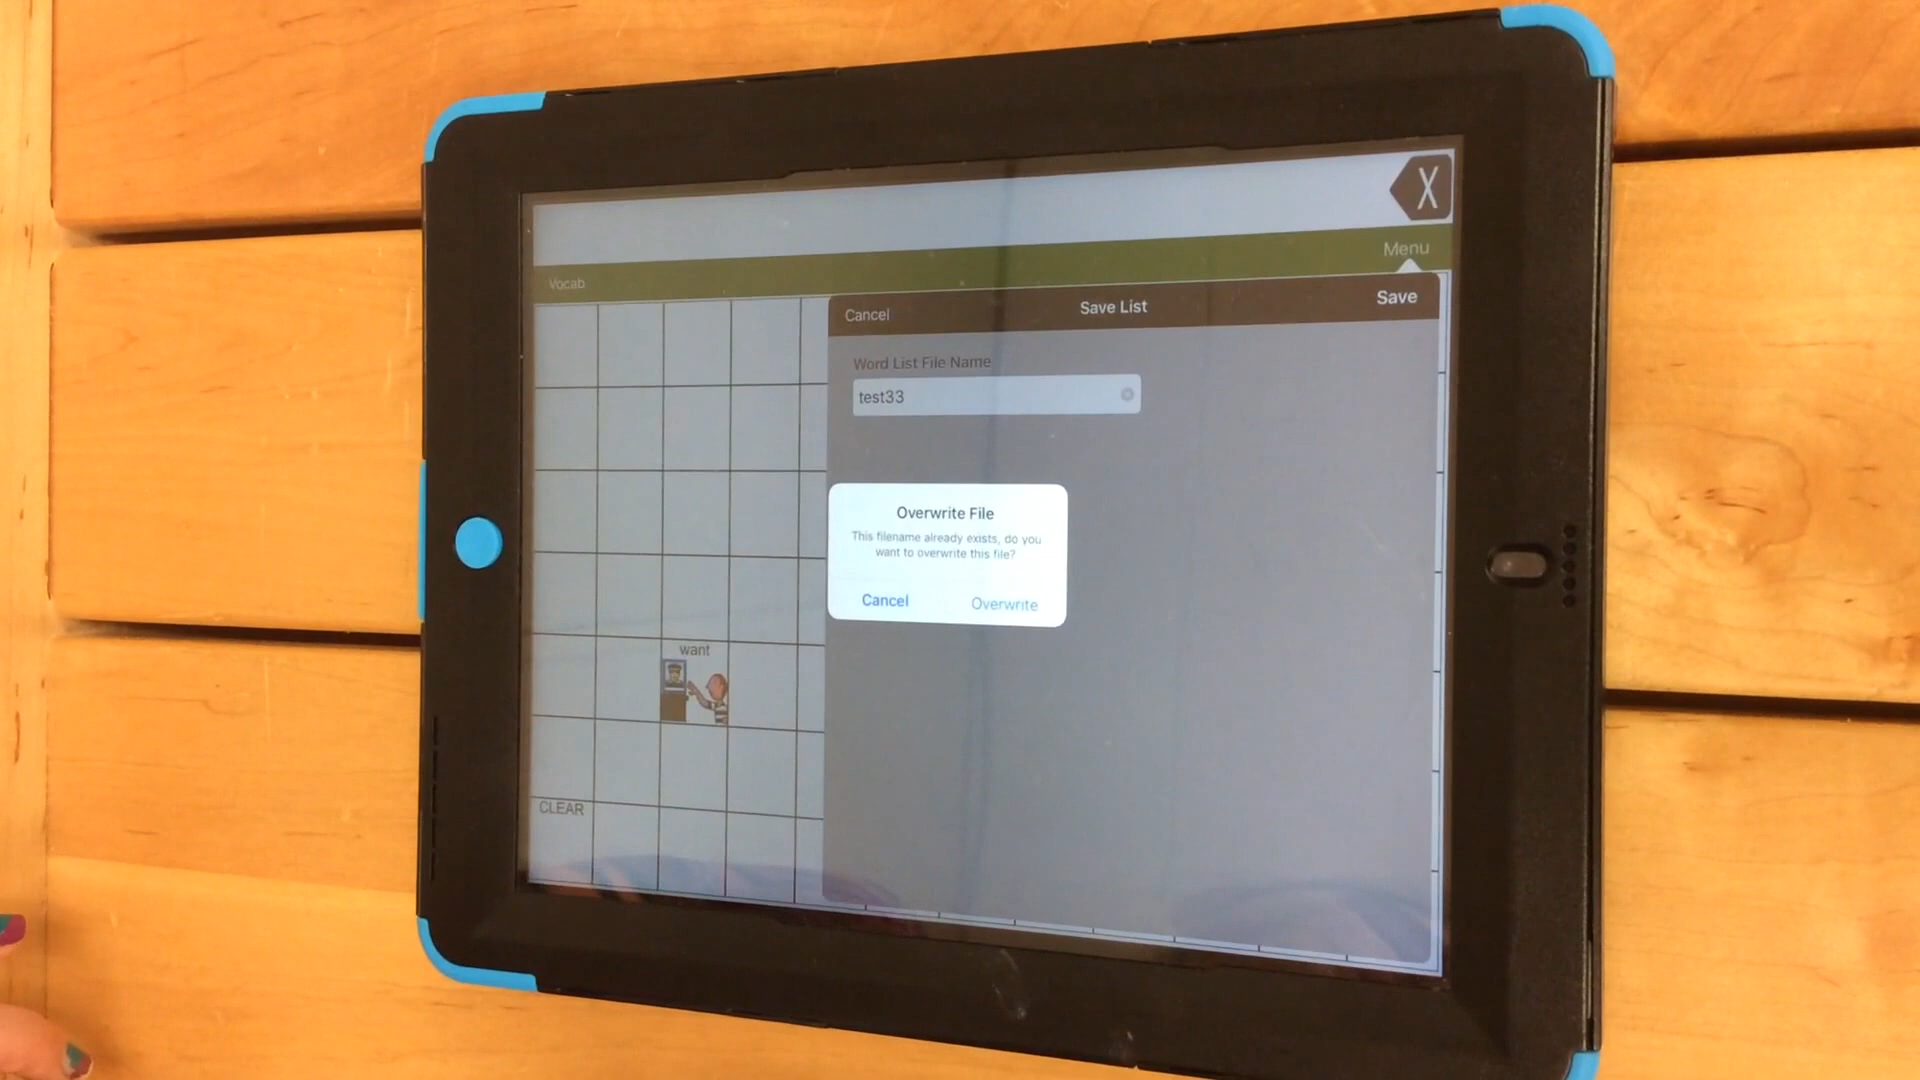 X
Menu
Vocab
Cancel
Save List
Save
Word List File Name
test33
Overwrite File
This filename already exists, do you
want to overwrite this file?
Cancel
Overwrite
want
CLEAR